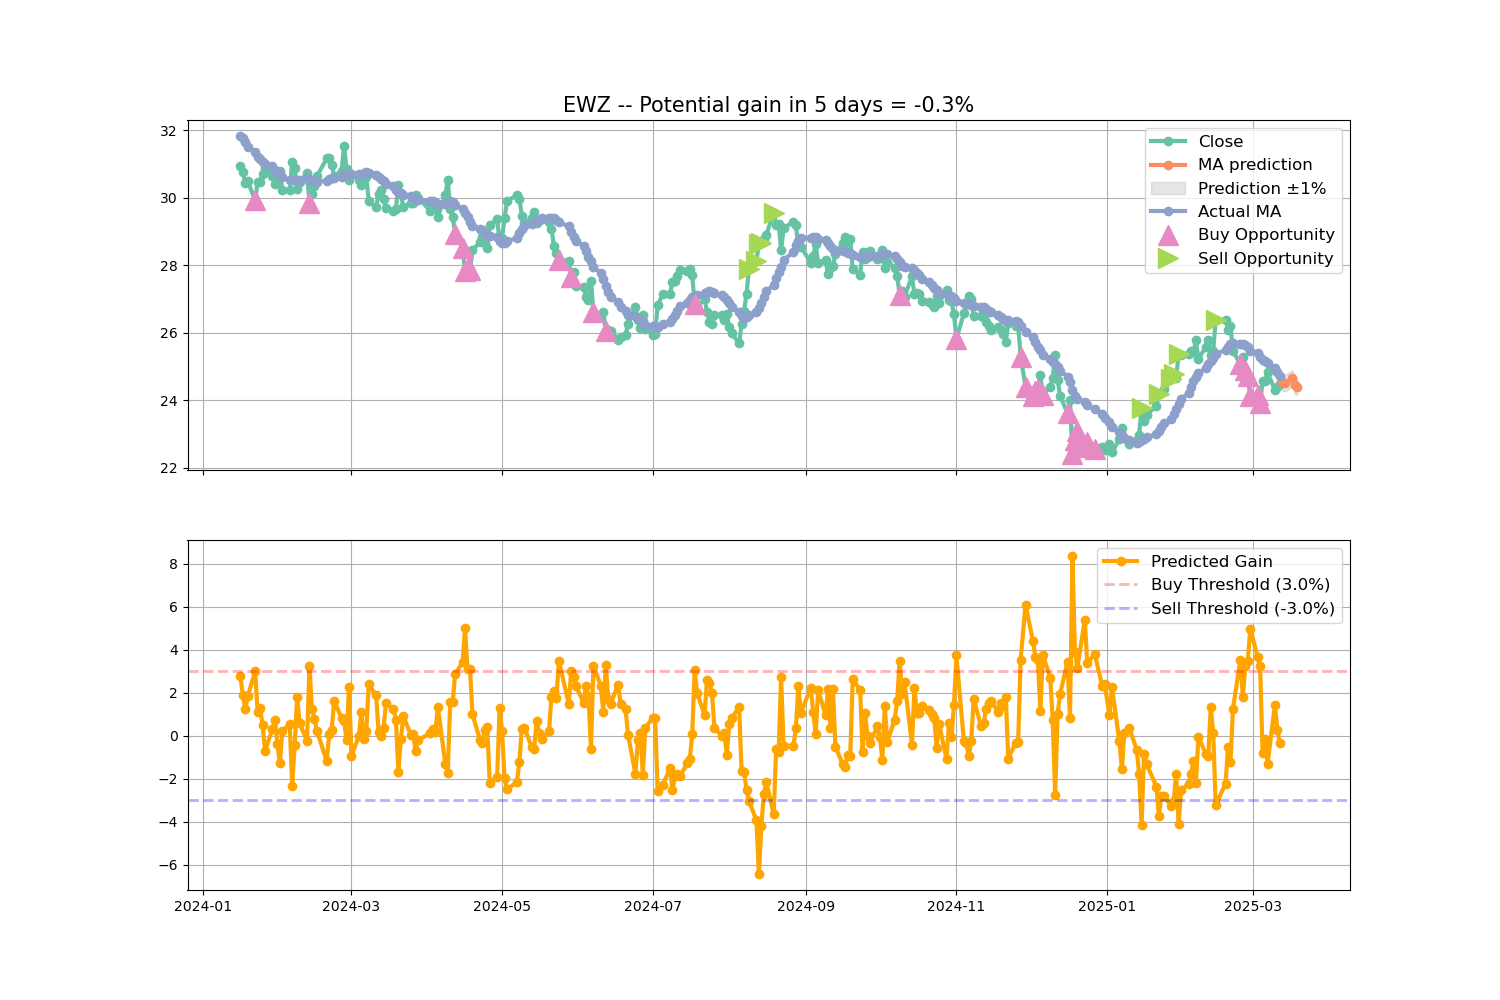 EWZ -- Potential gain in 5 days = -0.3%
32
30
28
26
24
22
Close
MA prediction
Prediction ±1%
Actual MA
Buy Opportunity
Sell Opportunity
8
6
4
2
0
−2
−4
−6
Predicted Gain
Buy Threshold (3.0%)
Sell Threshold (-3.0%)
2024-01
2024-03
2024-05
2024-07
2024-09
2024-11
2025-01
2025-03